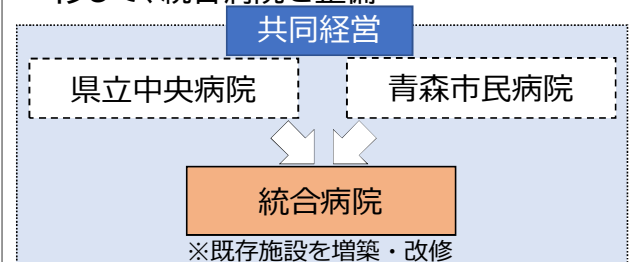 共同経営
県立中央病院
青森市民病院
統合病院
※既存施設を増築・改修